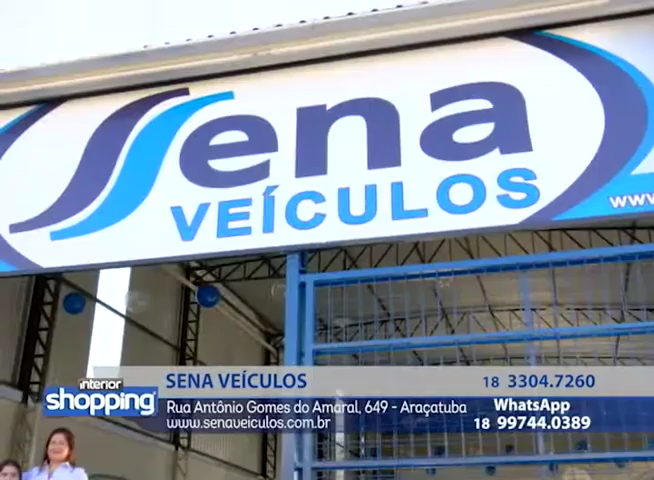 Sena
VEÍCULOS
www.
SENA VEÍCULOS
18 3304.7260
interior
shopping
Rua Antônio Gomes do Amaral, 649 - Araçatuba
www.senaveiculos.com.br
WhatsApp
18 99744.0389